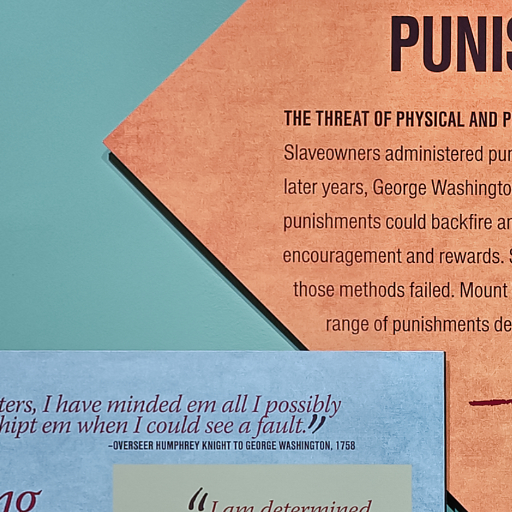 PUNIS
THE THREAT OF PHYSICAL AND P
Slaveowners administered pun
later years, George Washingto
punishments could backfire an
encouragement and rewards. S
those methods failed. Mount
range of punishments de
ters, I have minded em all I possibly
hipt em when I could see a fault.”
-OVERSEER HUMPHREY KNIGHT TO GEORGE WASHINGTON, 1758
ng
“I am determined